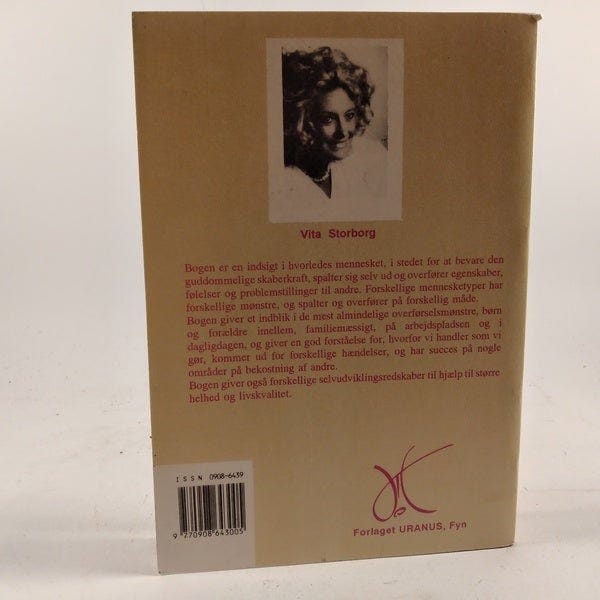 Vita Storborg
Bogen er en indsigt i hvorledes mennesket, i stedet for at bevare den
guddommelige skaberkraft, spalter sig selv ud og overfører egenskaber,
følelser og problemstillinger til andre. Forskellige mennesketyper har
forskellige mønstre, og spalter og overfører på forskellig måde.
Bogen giver et indblik i de mest almindelige overførselsmønstre, børn
og forældre imellem, familiemæssigt, på arbejdspladsen og i
dagligdagen, og giver en god forståelse for, hvorfor vi handler som vi
gør, kommer ud for forskellige hændelser, og har succes på nogle
områder på bekostning af andre.
Bogen giver også forskellige selvudviklingsredskaber til hjælp til større
helhed og livskvalitet.
ISSN 0908-6439
9 770908 643005
Forlaget URANUS, Fyn